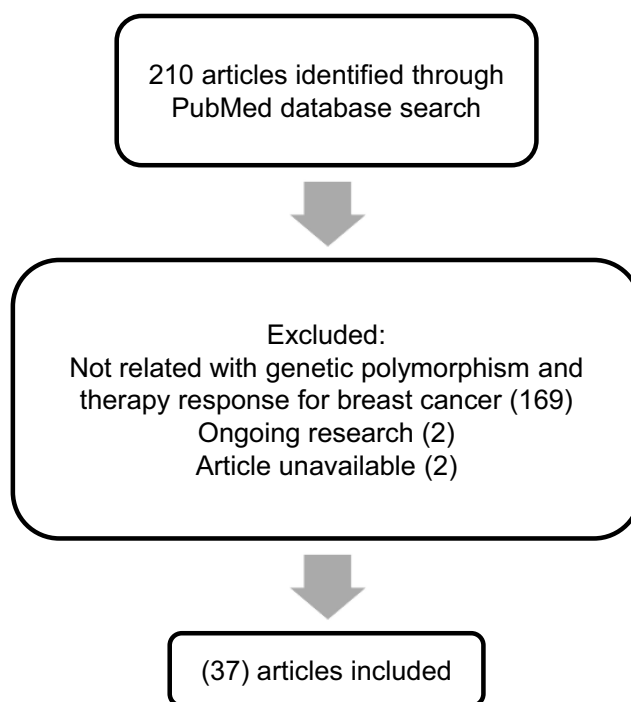 210 articles identified through
PubMed database search
Excluded:
Not related with genetic polymorphism and
therapy response for breast cancer (169)
Ongoing research (2)
Article unavailable (2)
(37) articles included